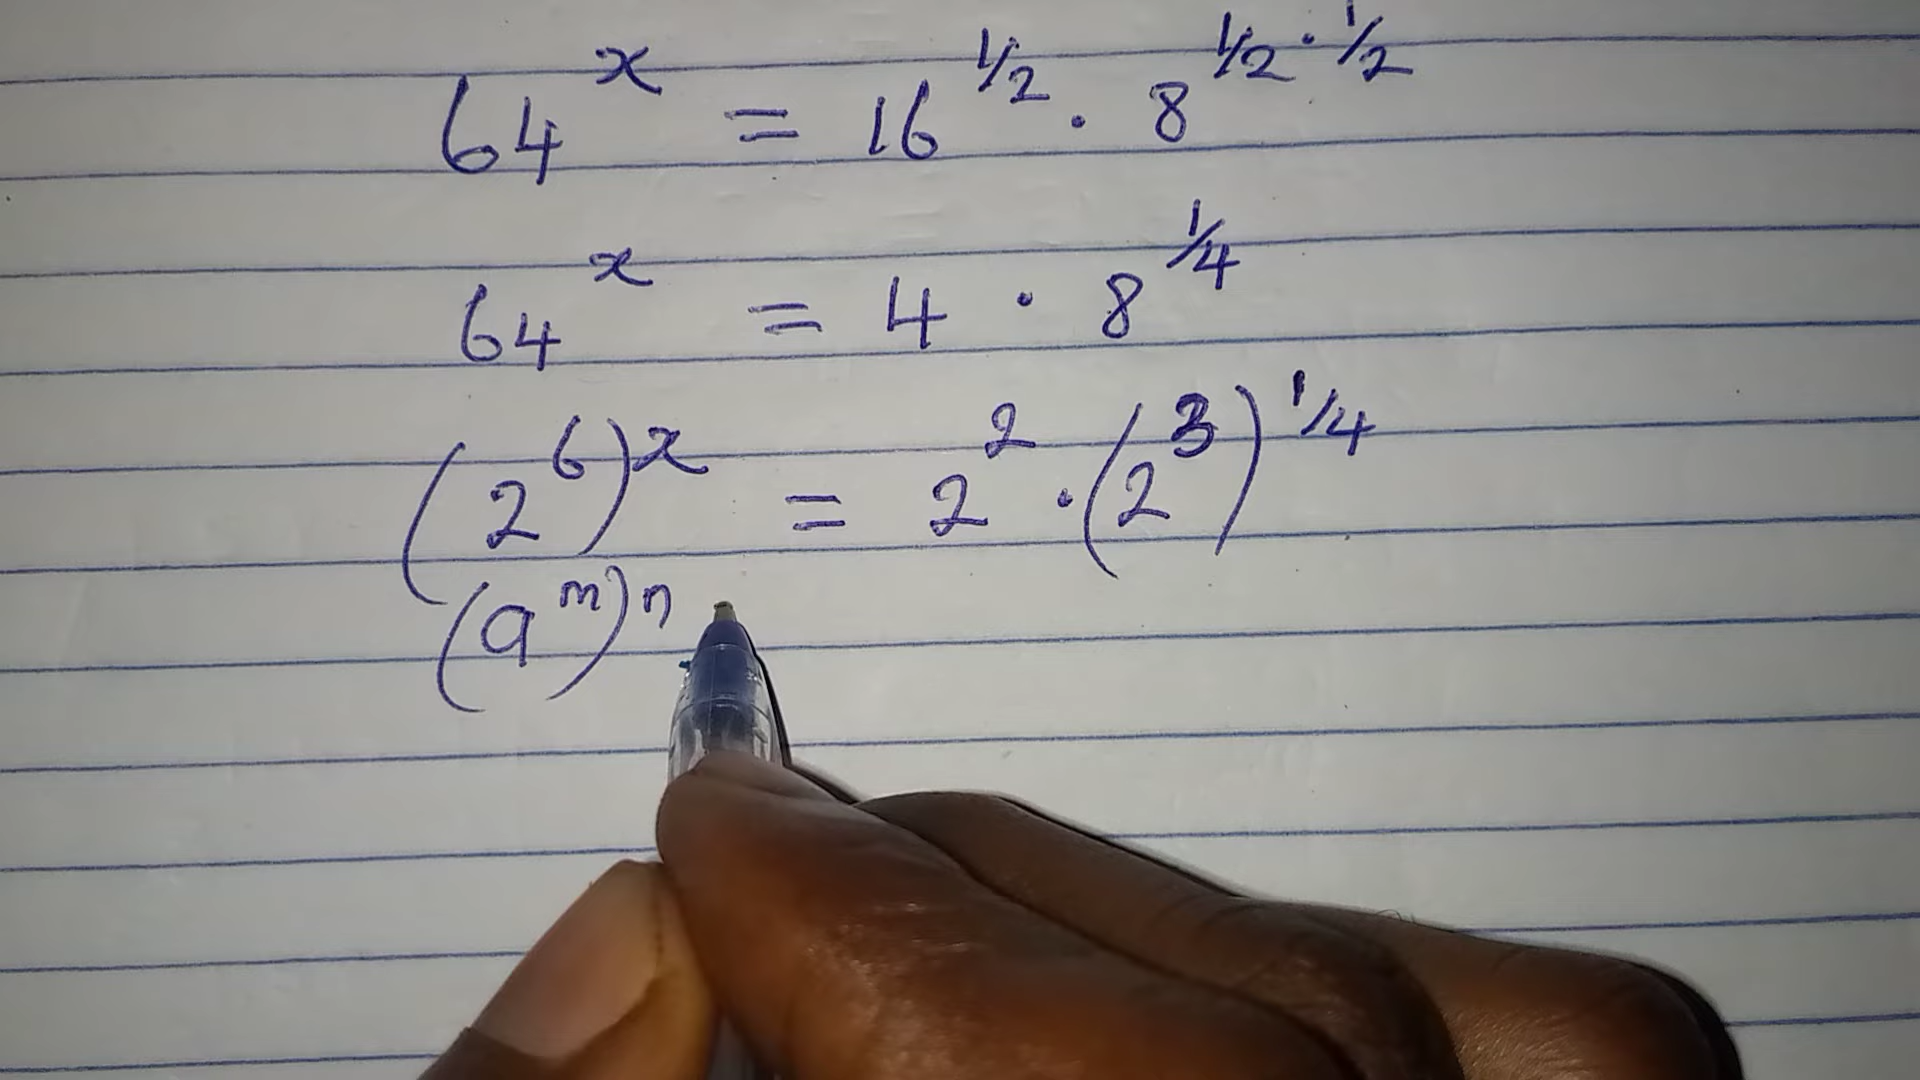 64^x = 16^{1/2} · 8^{1/2 · 1/2}
64^x = 4 · 8^{1/4}
(2^6)^x = 2^2 · (2^3)^{1/4}
(a^m)^n